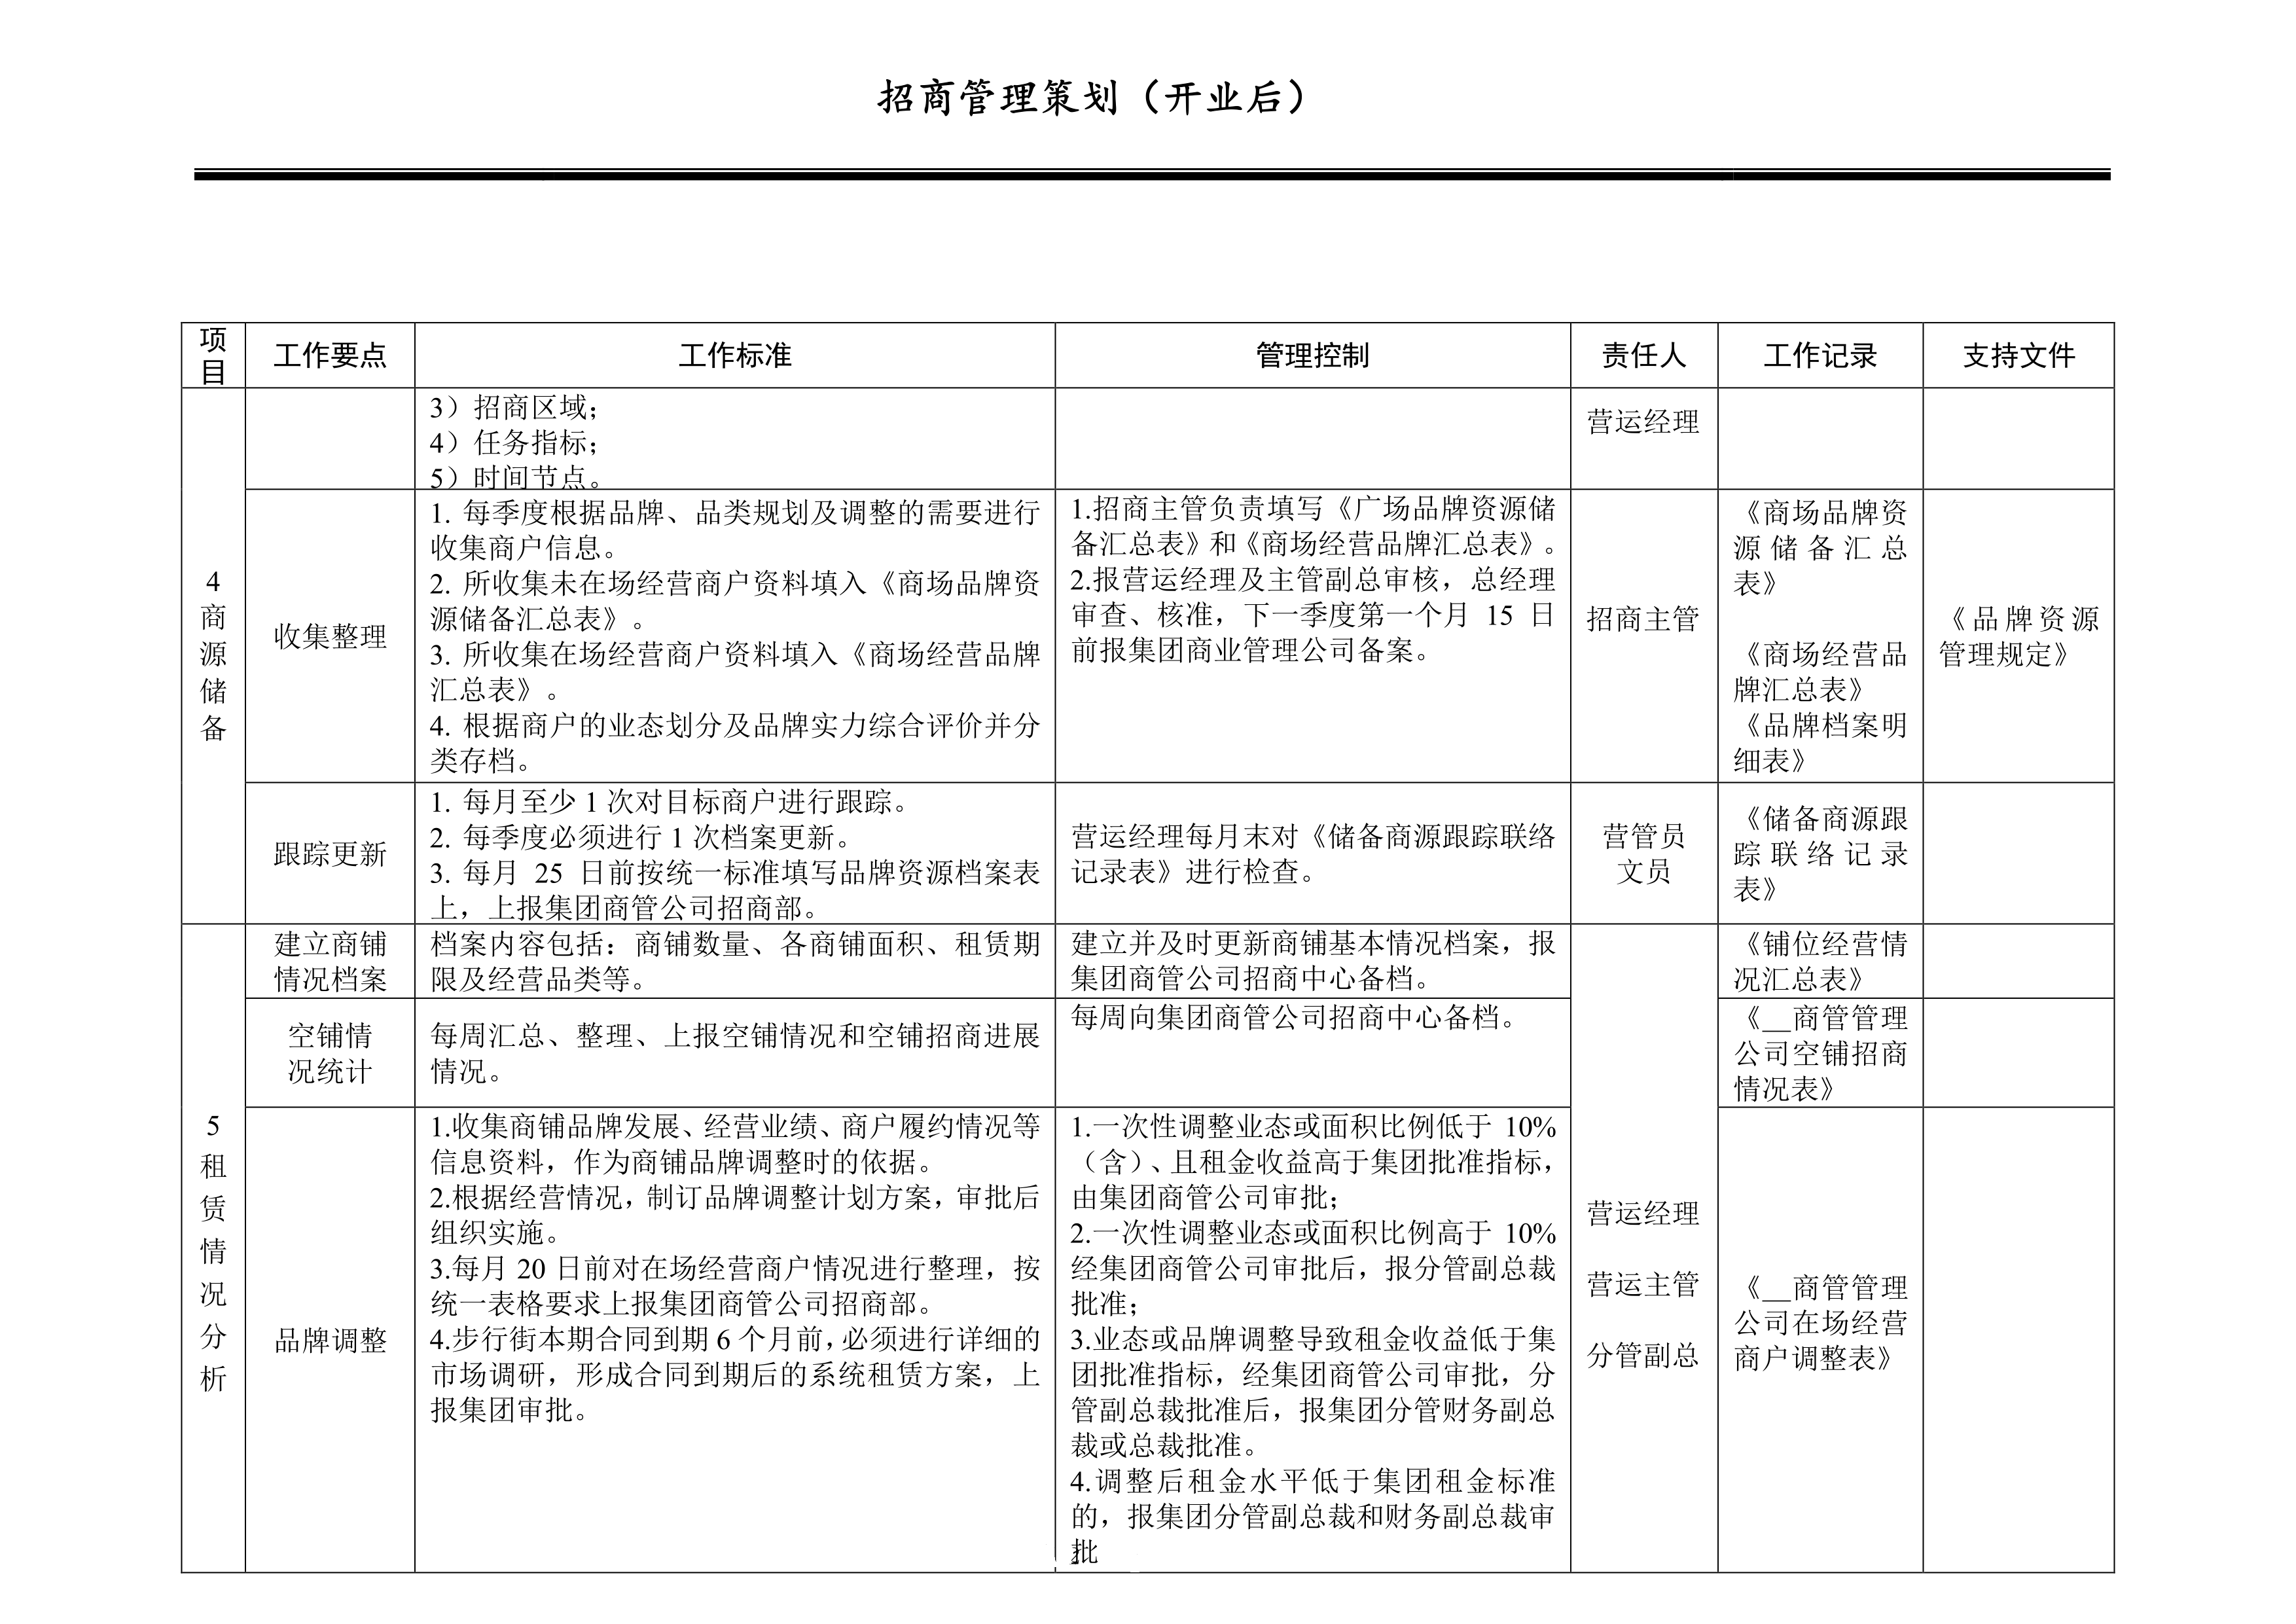 招商管理策划（开业后）
项
目
工作要点
工作标准
管理控制
责任人
工作记录
支持文件
4
商
源
储
备
3）招商区域；
4）任务指标；
5）时间节点。
营运经理
收集整理
1. 每季度根据品牌、品类规划及调整的需要进行
收集商户信息。
2. 所收集未在场经营商户资料填入《商场品牌资
源储备汇总表》。
3. 所收集在场经营商户资料填入《商场经营品牌
汇总表》。
4. 根据商户的业态划分及品牌实力综合评价并分
类存档。
1.招商主管负责填写《广场品牌资源储
备汇总表》和《商场经营品牌汇总表》。
2.报营运经理及主管副总审核，总经理
审查、核准，下一季度第一个月 15 日
前报集团商业管理公司备案。
招商主管
《商场品牌资
源储备汇总
表》
《商场经营品
牌汇总表》
《品牌档案明
细表》
《品牌资源
管理规定》
跟踪更新
1. 每月至少 1 次对目标商户进行跟踪。
2. 每季度必须进行 1 次档案更新。
3. 每月 25 日前按统一标准填写品牌资源档案表
上，上报集团商管公司招商部。
营运经理每月末对《储备商源跟踪联络
记录表》进行检查。
营管员
文员
《储备商源跟
踪联络记录
表》
5
租
赁
情
况
分
析
建立商铺
情况档案
档案内容包括：商铺数量、各商铺面积、租赁期
限及经营品类等。
建立并及时更新商铺基本情况档案，报
集团商管公司招商中心备档。
营运经理
营运主管
分管副总
《铺位经营情
况汇总表》
空铺情
况统计
每周汇总、整理、上报空铺情况和空铺招商进展
情况。
每周向集团商管公司招商中心备档。
《__商管管理
公司空铺招商
情况表》
品牌调整
1.收集商铺品牌发展、经营业绩、商户履约情况等
信息资料，作为商铺品牌调整时的依据。
2.根据经营情况，制订品牌调整计划方案，审批后
组织实施。
3.每月 20 日前对在场经营商户情况进行整理，按
统一表格要求上报集团商管公司招商部。
4.步行街本期合同到期 6 个月前，必须进行详细的
市场调研，形成合同到期后的系统租赁方案，上
报集团审批。
1.一次性调整业态或面积比例低于 10%
（含）、且租金收益高于集团批准指标，
由集团商管公司审批；
2.一次性调整业态或面积比例高于 10%
经集团商管公司审批后，报分管副总裁
批准；
3.业态或品牌调整导致租金收益低于集
团批准指标，经集团商管公司审批，分
管副总裁批准后，报集团分管财务副总
裁或总裁批准。
4.调整后租金水平低于集团租金标准
的，报集团分管副总裁和财务副总裁审
批
《__商管管理
公司在场经营
商户调整表》